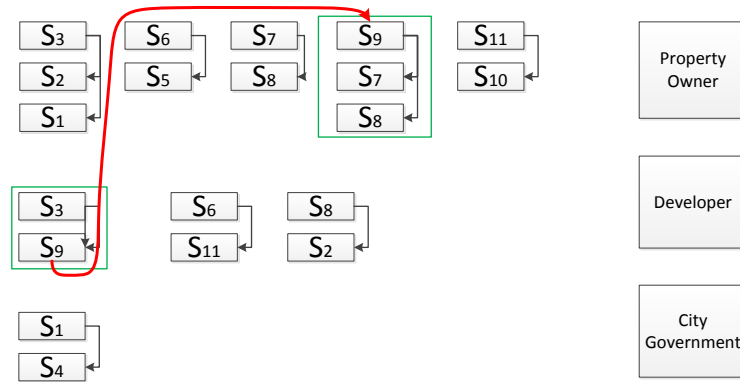 S3 S6 S7 S9 S11
S2 S5 S8 S7 S10
S1 S8
Property
Owner
S3 S6 S8
S9 S11 S2
Developer
S1
S4
City
Government